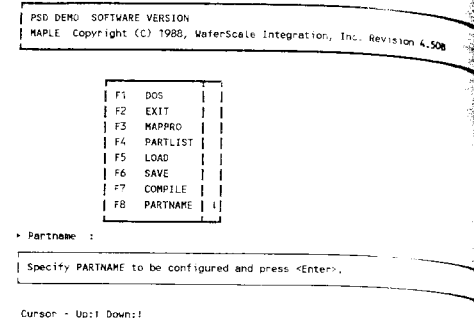 PSD DEMO SOFTWARE VERSION
MAPLE Copyright (C) 1988, WaferScale Integration, Inc. Revision 4.50B
F1 DOS
F2 EXIT
F3 MAPPRO
F4 PARTLIST
F5 LOAD
F6 SAVE
F7 COMPILE
F8 PARTNAME ↓
▸ Partname :
Specify PARTNAME to be configured and press <Enter>.
Cursor - Up:↑ Down:↓